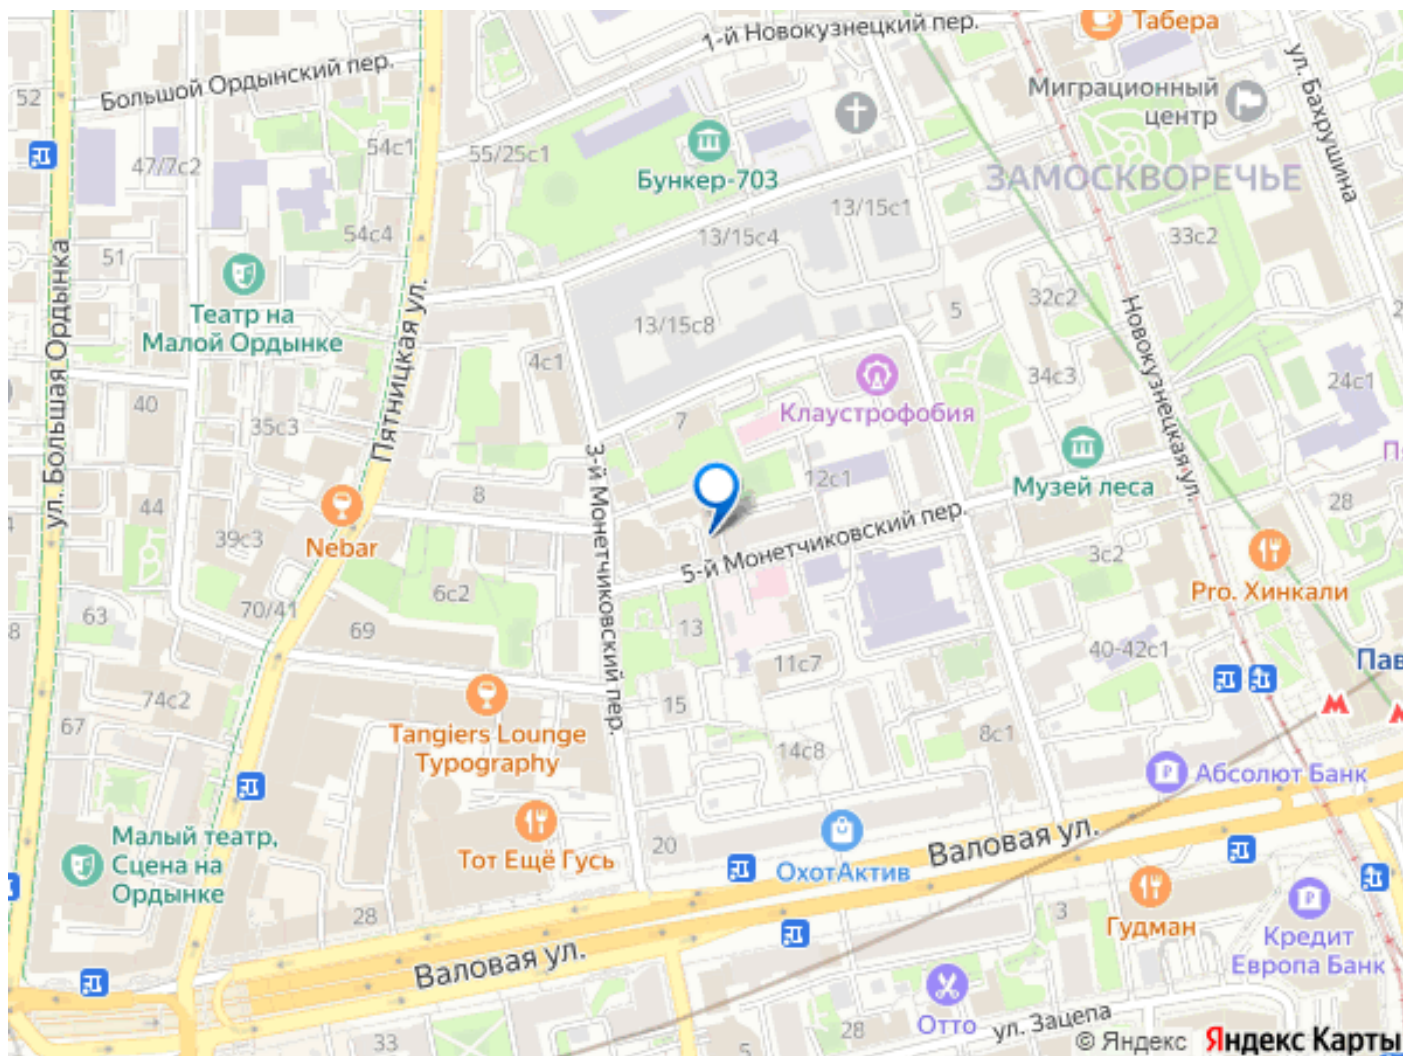 1-й Новокузнецкий пер.
Табера
Большой Ордынский пер.
52
Миграционный
центр
ул. Бахрушина
54с1
55/25с1
47/7с2
Бункер-703
ЗАМОСКВОРЕЧЬЕ
13/15с1
54с4
13/15с4
33с2
51
ул. Большая Ордынка
Театр на
Малой Ордынке
Пятницкая ул.
32с2
5
13/15с8
Новокузнецкая ул.
4с1
34с3
24с1
40
Клаустрофобия
35с3
7
3-й Монетчиковский пер.
12с1
Музей леса
44
8
28
39с3
Nebar
5-й Монетчиковский пер.
3с2
Pro. Хинкали
6с2
63
70/41
69
13
8
11с7
40-42с1
Пав
74с2
67
15
Tangiers Lounge
Typography
14с8
8с1
Абсолют Банк
Малый театр,
Сцена на
Ордынке
Тот Ещё Гусь
20
ОхотАктив
Валовая ул.
28
3
Гудман
Кредит
Европа Банк
Валовая ул.
Отто
ул. Зацепа
28
33
5
© Яндекс
Яндекс Карты